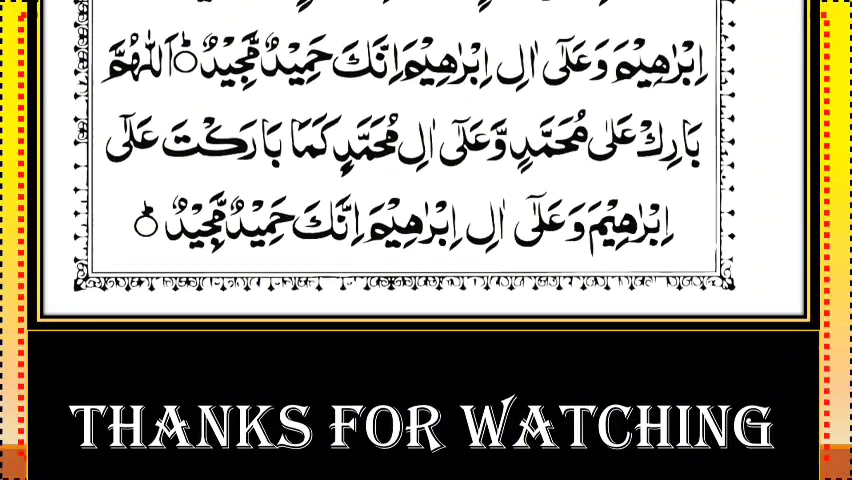 اِبْرٰهِيْمَ وَعَلٰٓى اٰلِ اِبْرٰهِيْمَ اِنَّكَ حَمِيْدٌ مَّجِيْدٌ ؕ اَللّٰهُمَّ
بَارِكْ عَلٰى مُحَمَّدٍ وَّعَلٰٓى اٰلِ مُحَمَّدٍ كَمَا بَارَكْتَ عَلٰٓى
اِبْرٰهِيْمَ وَعَلٰٓى اٰلِ اِبْرٰهِيْمَ اِنَّكَ حَمِيْدٌ مَّجِيْدٌ ؕ
THANKS FOR WATCHING